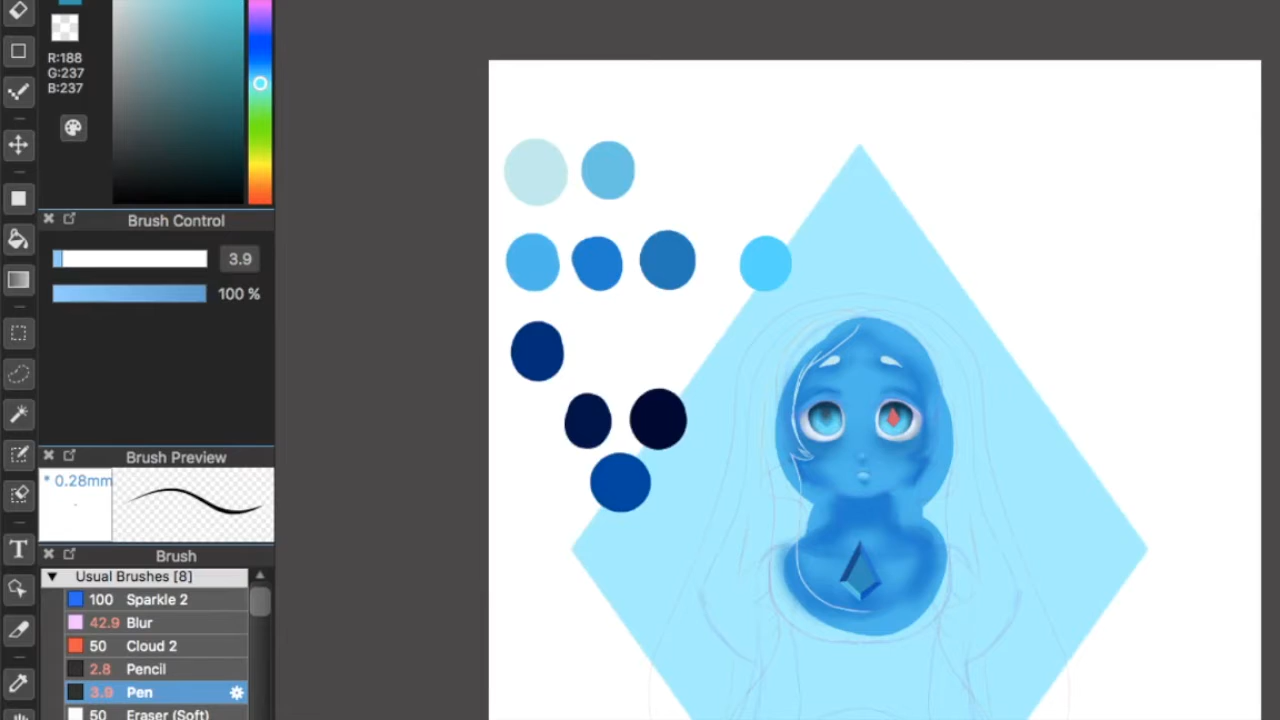 R:188
G:237
B:237
Brush Control
3.9
100 %
Brush Preview
* 0.28mm
Brush
Usual Brushes [8]
100 Sparkle 2
42.9 Blur
50 Cloud 2
2.8 Pencil
3.9 Pen
50 Eraser (Soft)
T